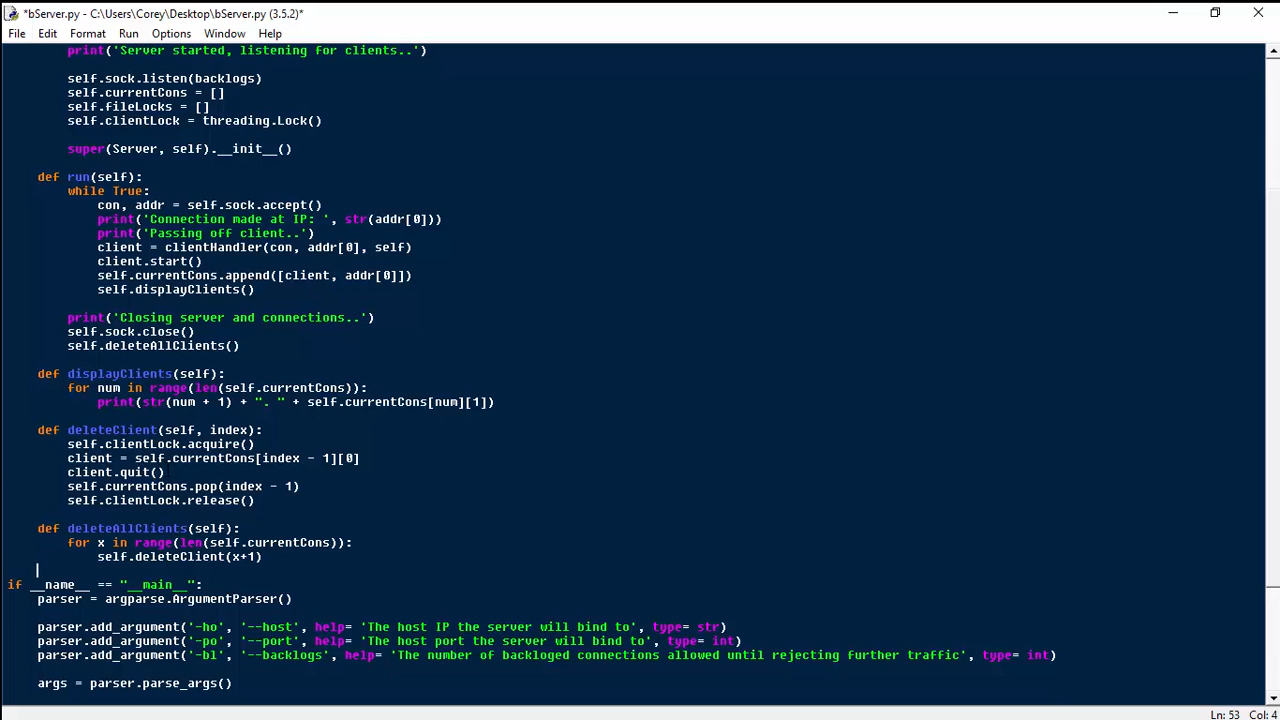 *bServer.py - C:\Users\Corey\Desktop\bServer.py (3.5.2)*
File Edit Format Run Options Window Help
print('Server started, listening for clients..')
self.sock.listen(backlogs)
self.currentCons = []
self.fileLocks = []
self.clientLock = threading.Lock()
super(Server, self).__init__()
def run(self):
while True:
con, addr = self.sock.accept()
print('Connection made at IP: ', str(addr[0]))
print('Passing off client..')
client = clientHandler(con, addr[0], self)
client.start()
self.currentCons.append([client, addr[0]])
self.displayClients()
print('Closing server and connections..')
self.sock.close()
self.deleteAllClients()
def displayClients(self):
for num in range(len(self.currentCons)):
print(str(num + 1) + ". " + self.currentCons[num][1])
def deleteClient(self, index):
self.clientLock.acquire()
client = self.currentCons[index - 1][0]
client.quit()
self.currentCons.pop(index - 1)
self.clientLock.release()
def deleteAllClients(self):
for x in range(len(self.currentCons)):
self.deleteClient(x+1)
if __name__ == "__main__":
parser = argparse.ArgumentParser()
parser.add_argument('-ho', '--host', help= 'The host IP the server will bind to', type= str)
parser.add_argument('-po', '--port', help= 'The host port the server will bind to', type= int)
parser.add_argument('-bl', '--backlogs', help= 'The number of backloged connections allowed until rejecting further traffic', type= int)
args = parser.parse_args()
Ln: 53 Col: 4